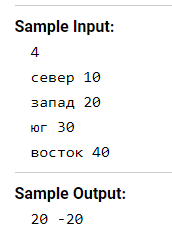 Sample Input:
4
север 10
запад 20
юг 30
восток 40
Sample Output:
20 -20